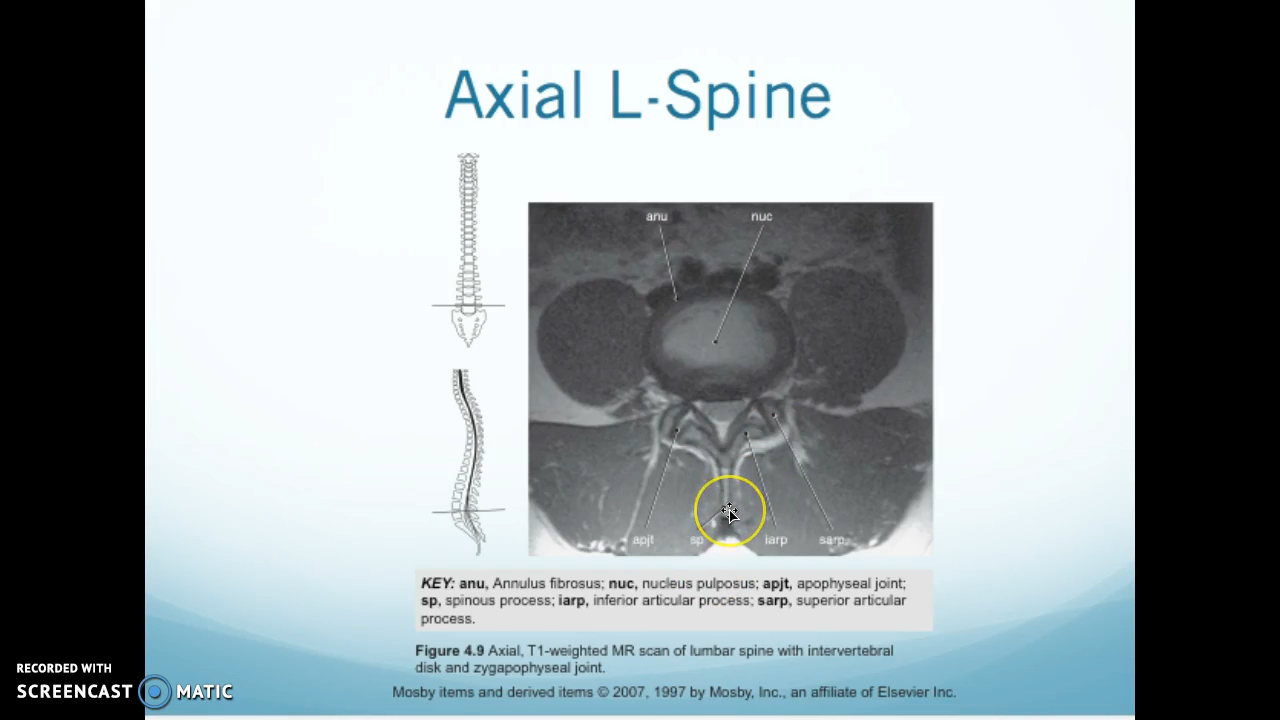 Axial L-Spine
anu nuc
apjt sp iarp sarp
KEY: anu, Annulus fibrosus; nuc, nucleus pulposus; apjt, apophyseal joint;
sp, spinous process; iarp, inferior articular process; sarp, superior articular
process.
Figure 4.9 Axial, T1-weighted MR scan of lumbar spine with intervertebral
disk and zygapophyseal joint.
Mosby items and derived items © 2007, 1997 by Mosby, Inc., an affiliate of Elsevier Inc.
RECORDED WITH
SCREENCAST MATIC